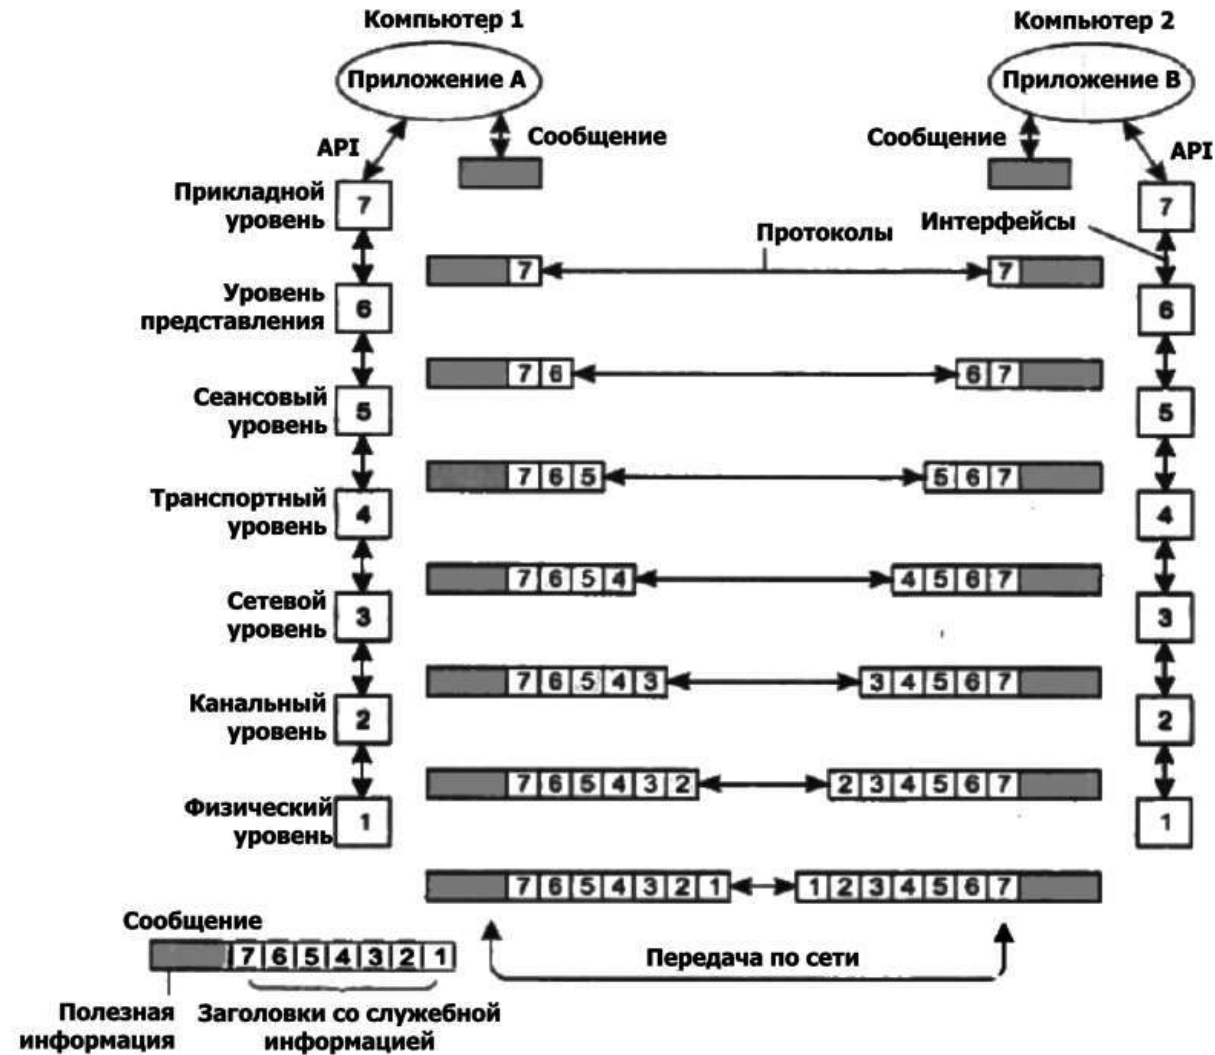 Компьютер 1
Компьютер 2
Приложение А
Приложение В
API
Сообщение
Сообщение
API
Прикладной
уровень
7
7
Протоколы
Интерфейсы
7
7
Уровень
представления
6
6
7 6
6 7
Сеансовый
уровень
5
5
7 6 5
5 6 7
Транспортный
уровень
4
4
7 6 5 4
4 5 6 7
Сетевой
уровень
3
3
7 6 5 4 3
3 4 5 6 7
Канальный
уровень
2
2
7 6 5 4 3 2
2 3 4 5 6 7
Физический
уровень
1
1
7 6 5 4 3 2 1
1 2 3 4 5 6 7
Сообщение
7 6 5 4 3 2 1
Передача по сети
Полезная
информация
Заголовки со служебной
информацией